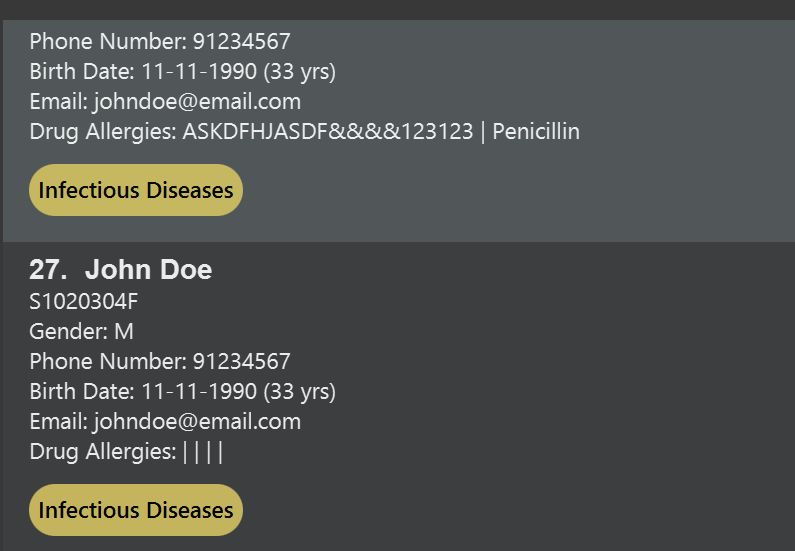 Phone Number: 91234567
Birth Date: 11-11-1990 (33 yrs)
Email: johndoe@email.com
Drug Allergies: ASKDFHJASDF&&&&123123 | Penicillin
Infectious Diseases
27. John Doe
S1020304F
Gender: M
Phone Number: 91234567
Birth Date: 11-11-1990 (33 yrs)
Email: johndoe@email.com
Drug Allergies: | | | |
Infectious Diseases